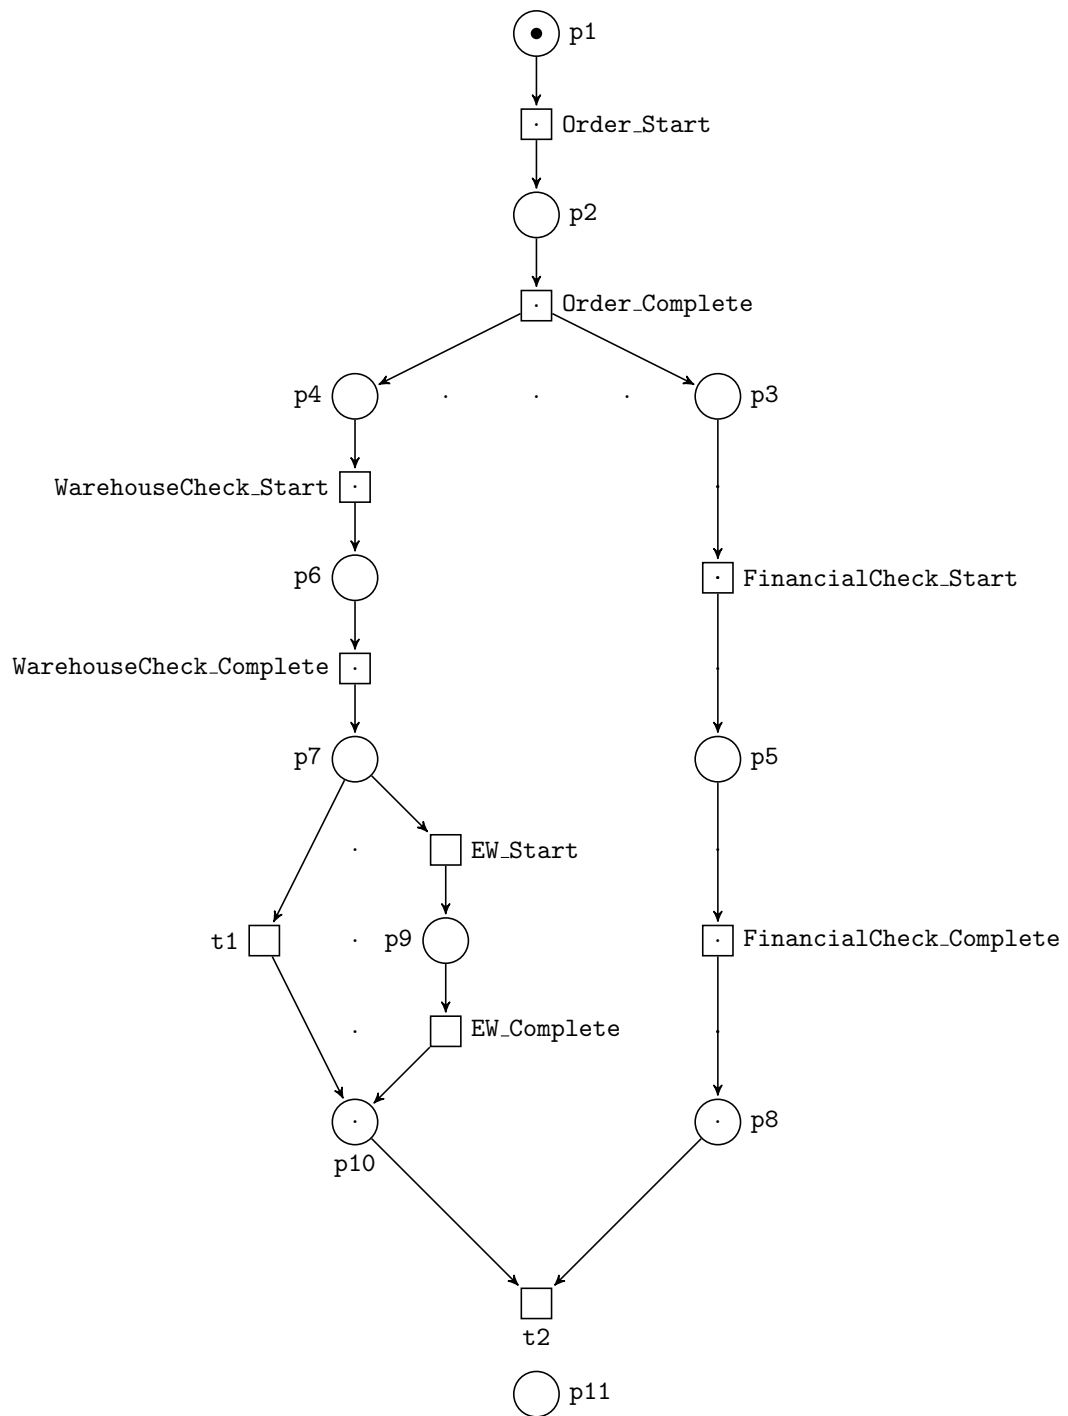 p1
Order_Start
p2
Order_Complete
p4
p3
WarehouseCheck_Start
p6
FinancialCheck_Start
WarehouseCheck_Complete
p7
p5
EW_Start
t1
p9
FinancialCheck_Complete
EW_Complete
p10
p8
t2
p11